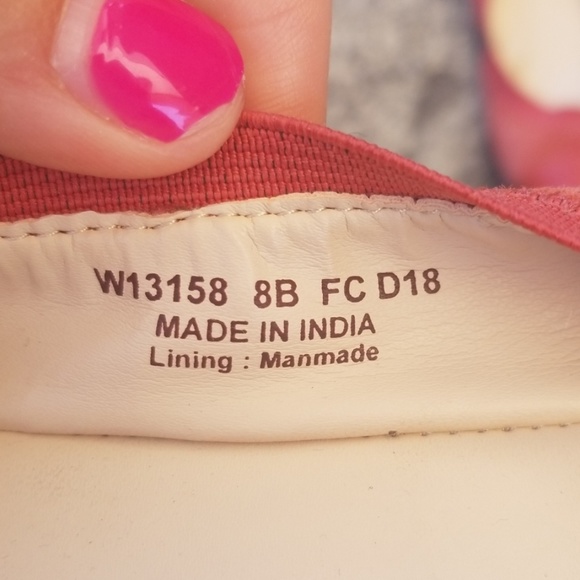 W13158 8B FC D18
MADE IN INDIA
Lining : Manmade